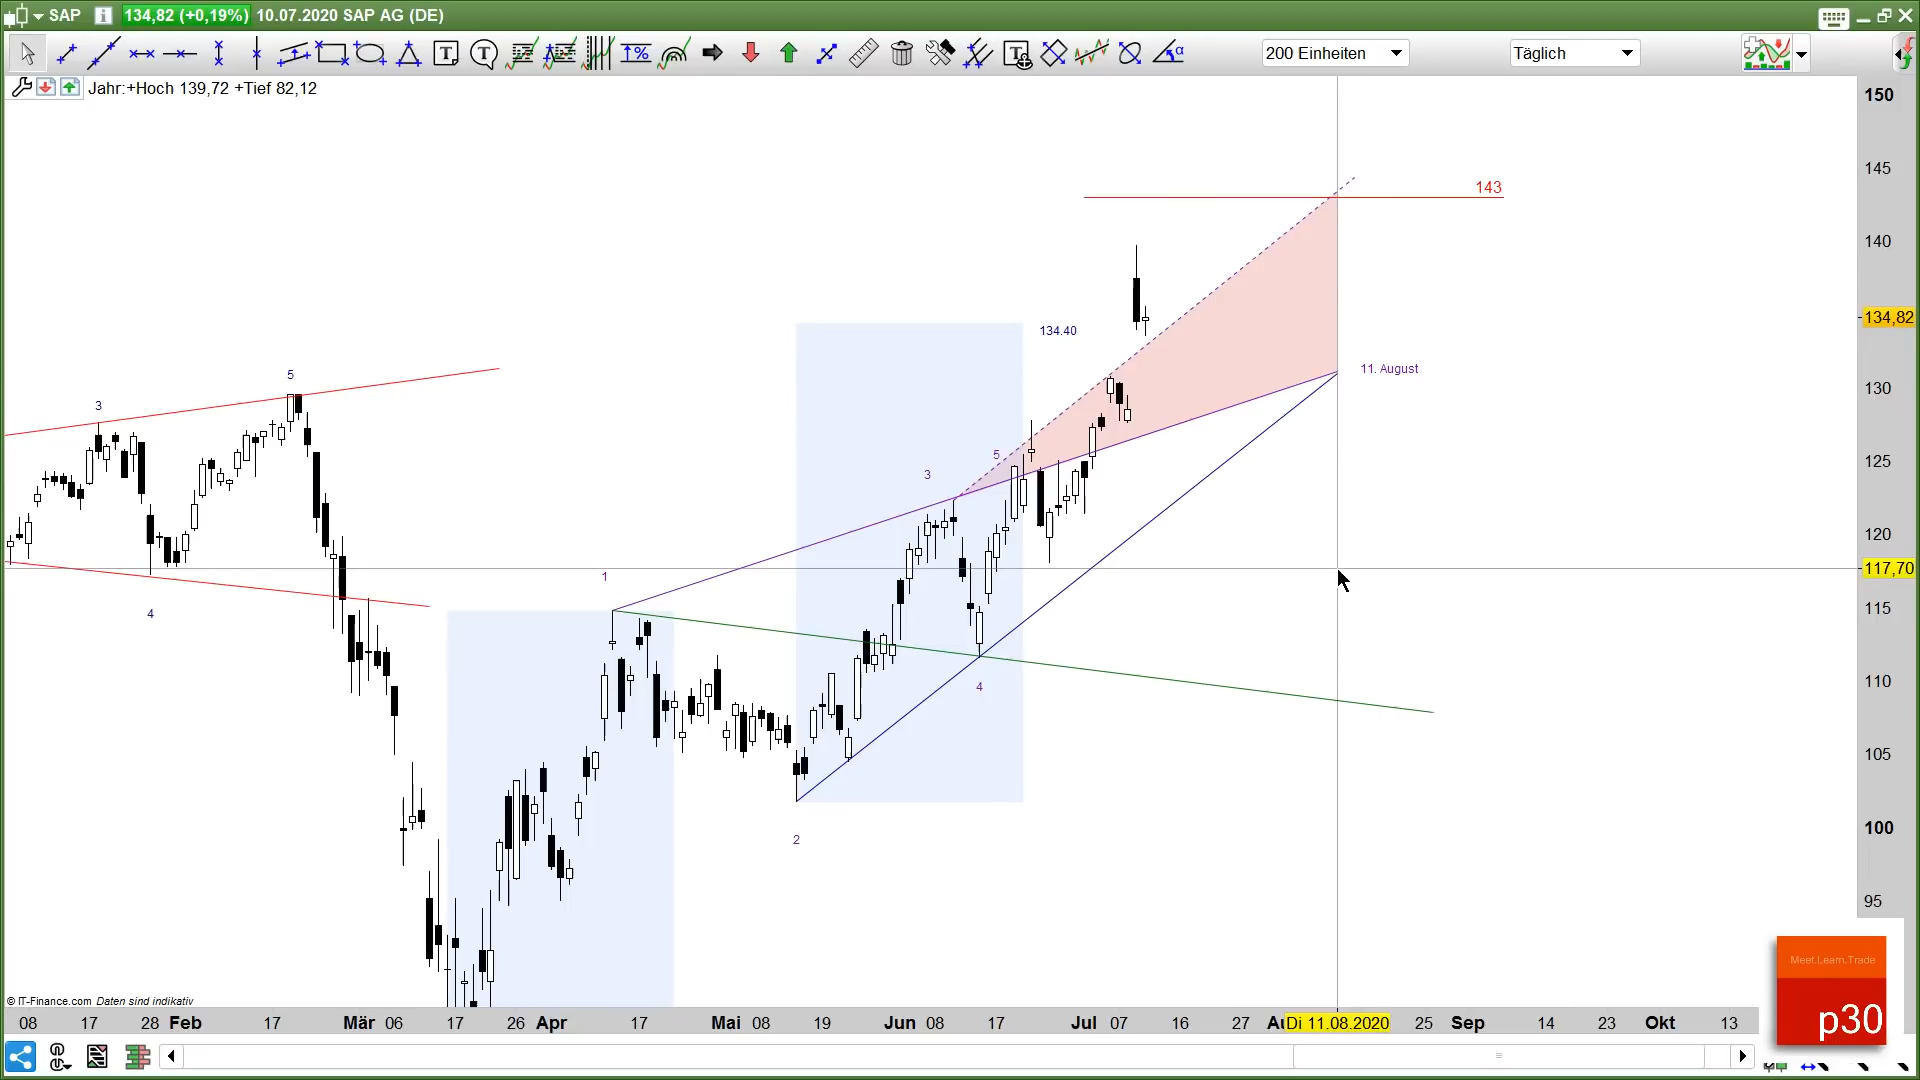 SAP
134,82 (+0,19%) 10.07.2020 SAP AG (DE)
200 Einheiten
Täglich
Jahr:+Hoch 139,72 +Tief 82,12
150
145
143
140
134,82
134.40
130
11. August
5
3
125
5
3
120
117,70
1
115
4
110
4
105
2
100
95
Meet.Learn.Trade
p30
© IT-Finance.com Daten sind indikativ
08 17 28 Feb 17 Mär 06 17 26 Apr 17 Mai 08 19 Jun 08 17 Jul 07 16 27 Au Di 11.08.2020 25 Sep 14 23 Okt 13